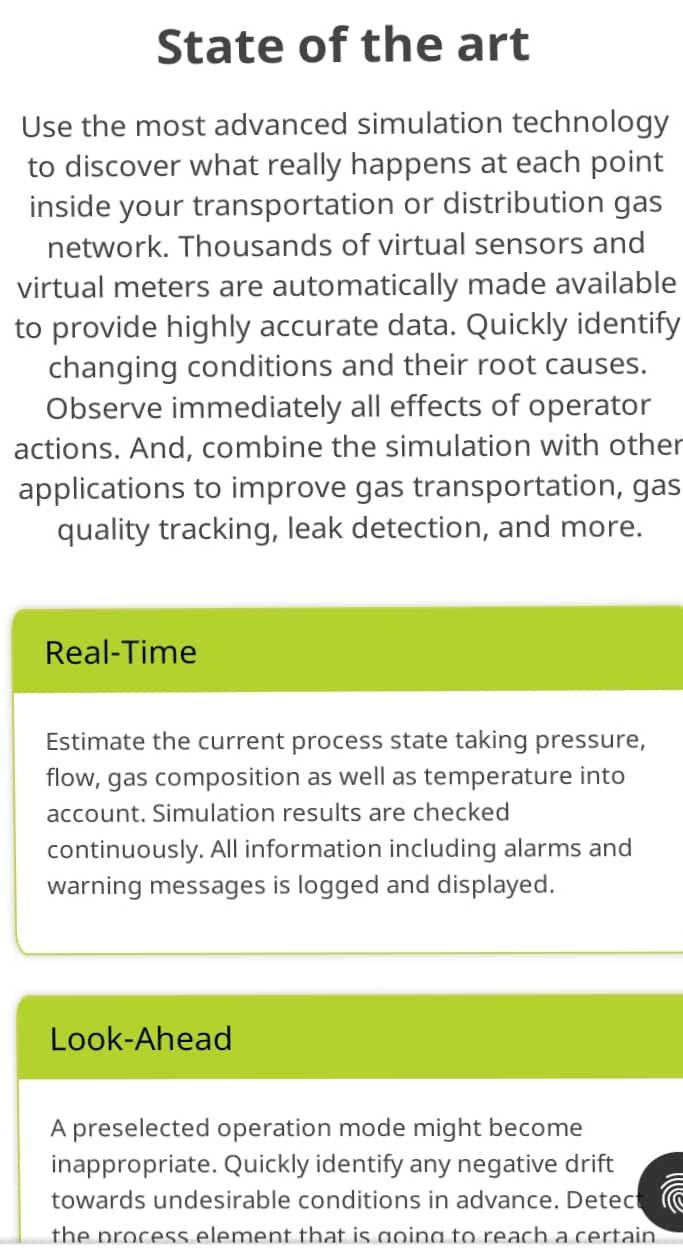 State of the art
Use the most advanced simulation technology
to discover what really happens at each point
inside your transportation or distribution gas
network. Thousands of virtual sensors and
virtual meters are automatically made available
to provide highly accurate data. Quickly identify
changing conditions and their root causes.
Observe immediately all effects of operator
actions. And, combine the simulation with other
applications to improve gas transportation, gas
quality tracking, leak detection, and more.
Real-Time
Estimate the current process state taking pressure,
flow, gas composition as well as temperature into
account. Simulation results are checked
continuously. All information including alarms and
warning messages is logged and displayed.
Look-Ahead
A preselected operation mode might become
inappropriate. Quickly identify any negative drift
towards undesirable conditions in advance. Detect
the process element that is going to reach a certain